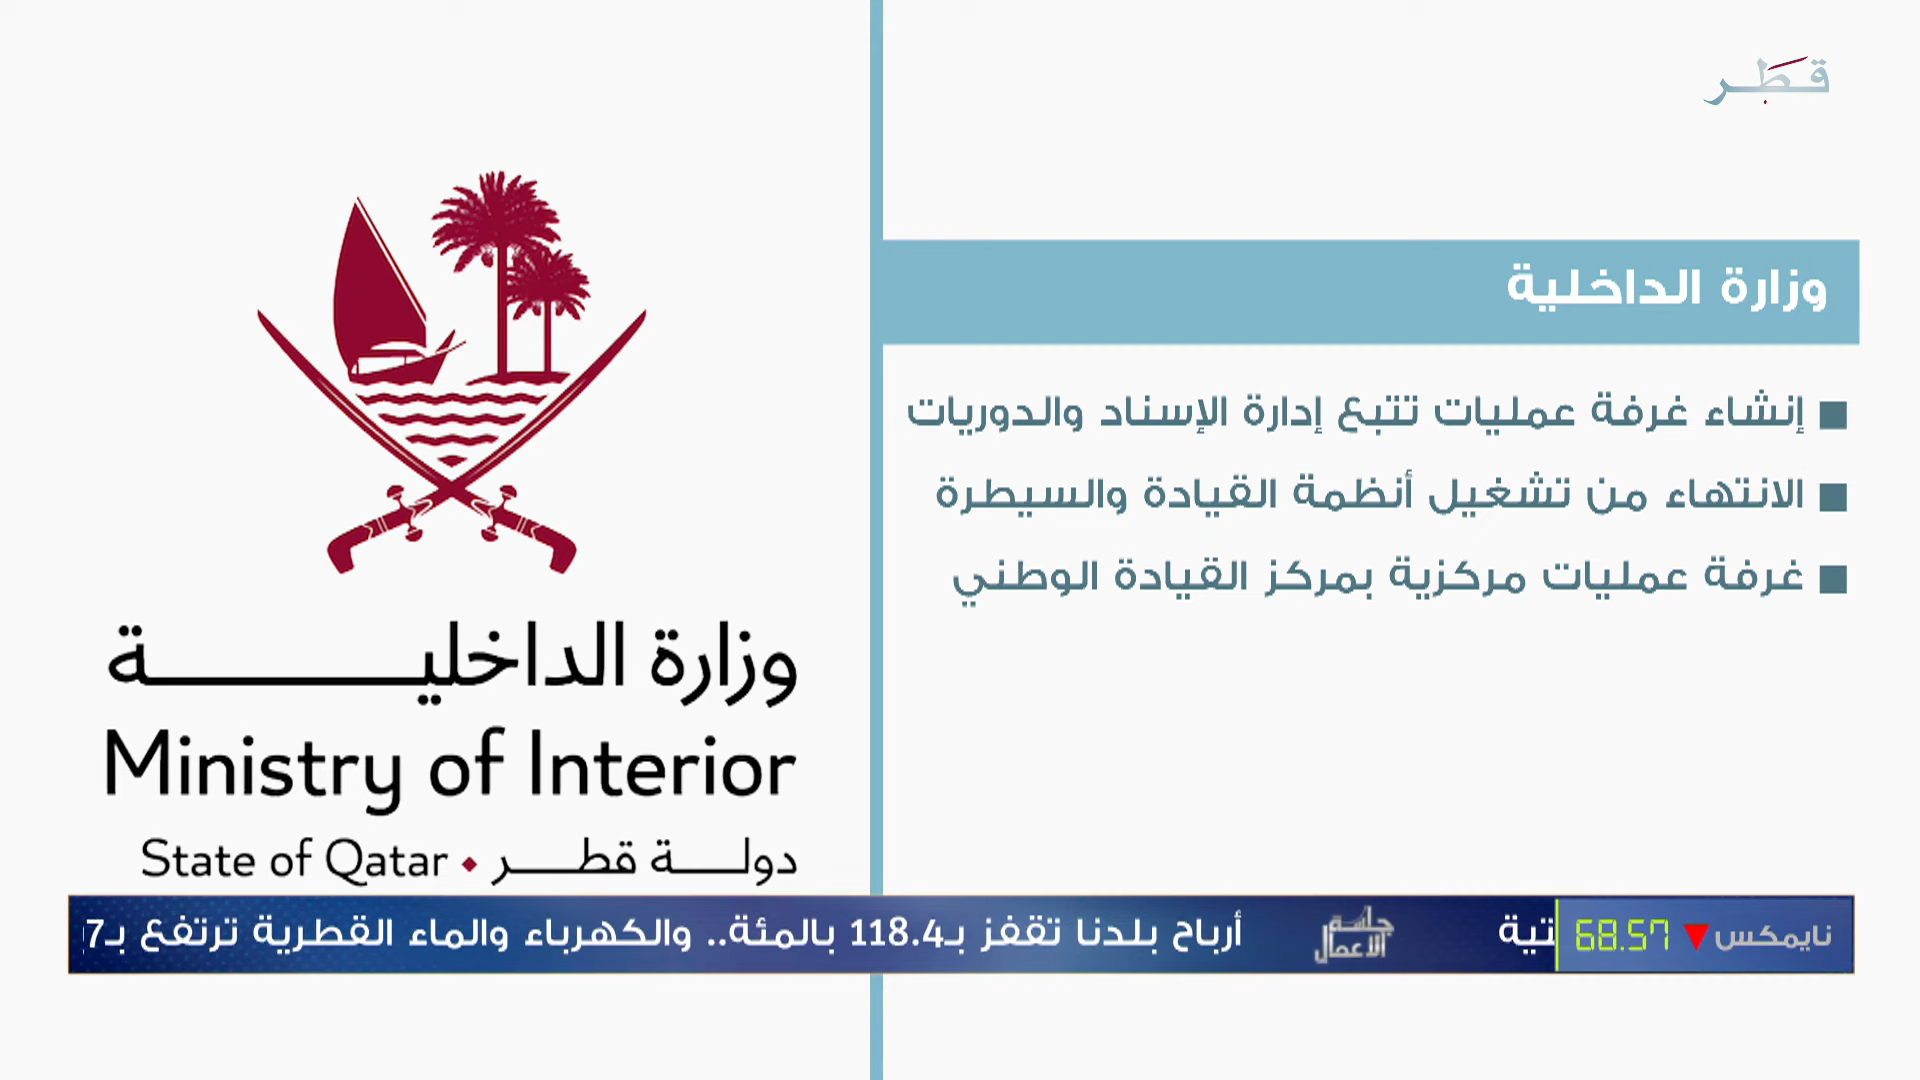 قطر
وزارة الداخلية
إنشاء غرفة عمليات تتبع إدارة الإسناد والدوريات
الانتهاء من تشغيل أنظمة القيادة والسيطرة
غرفة عمليات مركزية بمركز القيادة الوطني
وزارة الداخلية
Ministry of Interior
دولة قطر • State of Qatar
نايمكس ▼ 68.57
جلسة الأعمال
أرباح بلدنا تقفز بـ118.4 بالمئة.. والكهرباء والماء القطرية ترتفع بـ7